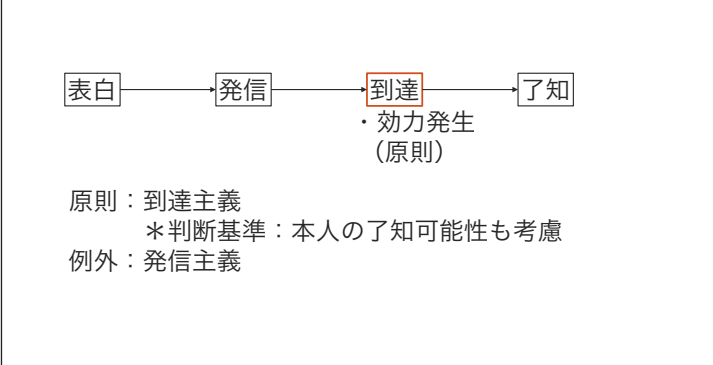 表白 発信 到達 了知
・効力発生
（原則）
原則：到達主義
＊判断基準：本人の了知可能性も考慮
例外：発信主義